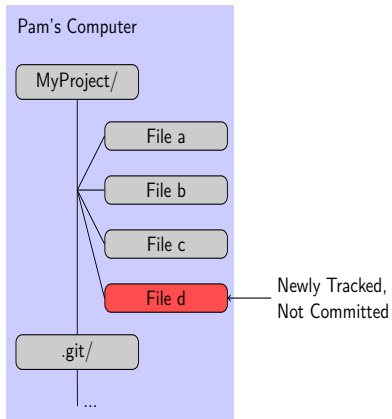 Pam's Computer
MyProject/
File a
File b
File c
File d
Newly Tracked,
Not Committed
.git/
...